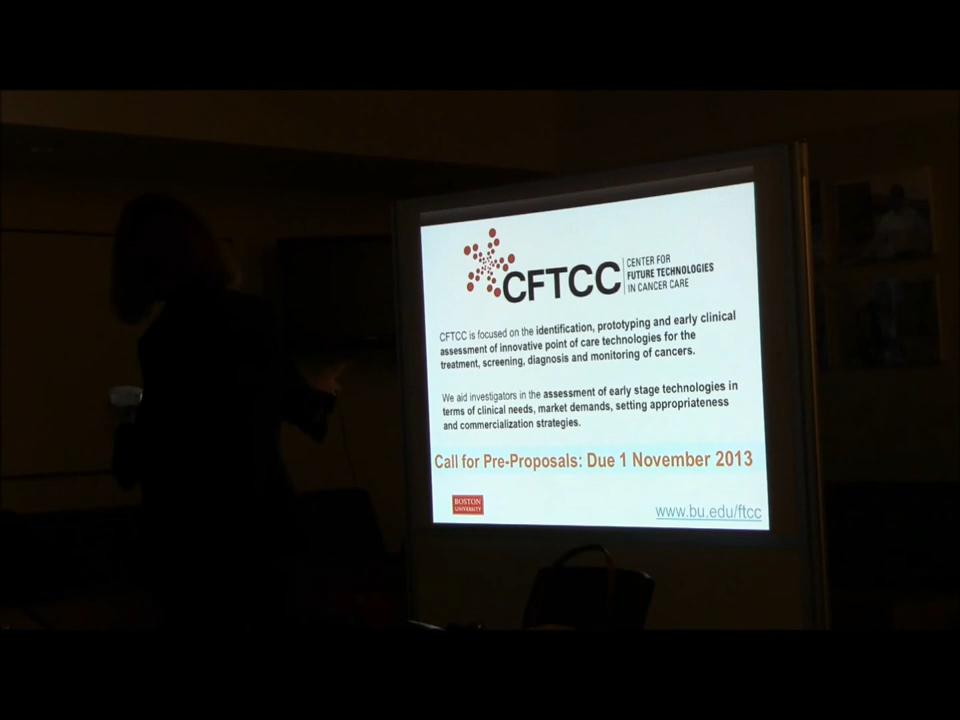 CFTCC
CENTER FOR
FUTURE TECHNOLOGIES
IN CANCER CARE
CFTCC is focused on the identification, prototyping and early clinical
assessment of innovative point of care technologies for the
treatment, screening, diagnosis and monitoring of cancers.
We aid investigators in the assessment of early stage technologies in
terms of clinical needs, market demands, setting appropriateness
and commercialization strategies.
Call for Pre-Proposals: Due 1 November 2013
BOSTON
UNIVERSITY
www.bu.edu/ftcc